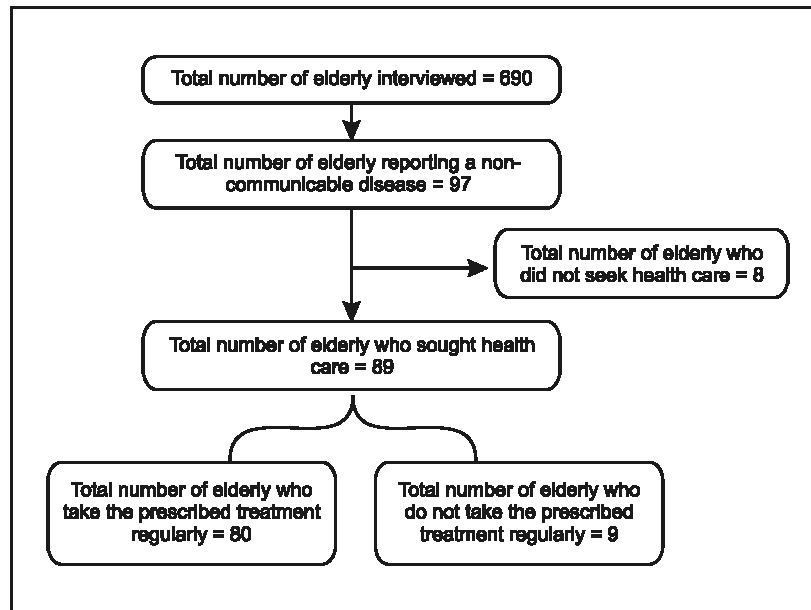 Total number of elderly interviewed = 690
Total number of elderly reporting a non-
communicable disease = 97
Total number of elderly who
did not seek health care = 8
Total number of elderly who sought health
care = 89
Total number of elderly who
take the prescribed treatment
regularly = 80
Total number of elderly who
do not take the prescribed
treatment regularly = 9